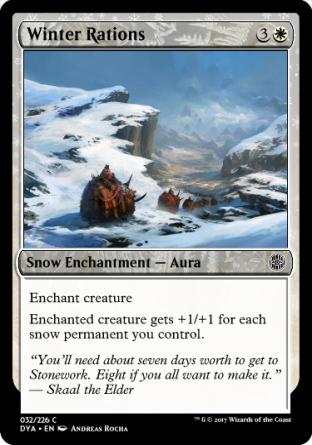 Winter Rations 3
Snow Enchantment — Aura
Enchant creature
Enchanted creature gets +1/+1 for each
snow permanent you control.
“You'll need about seven days worth to get to
Stonework. Eight if you all want to make it.”
— Skaal the Elder
032/226 C
DYA • EN ANDREAS ROCHA
™ & © 2017 Wizards of the Coast